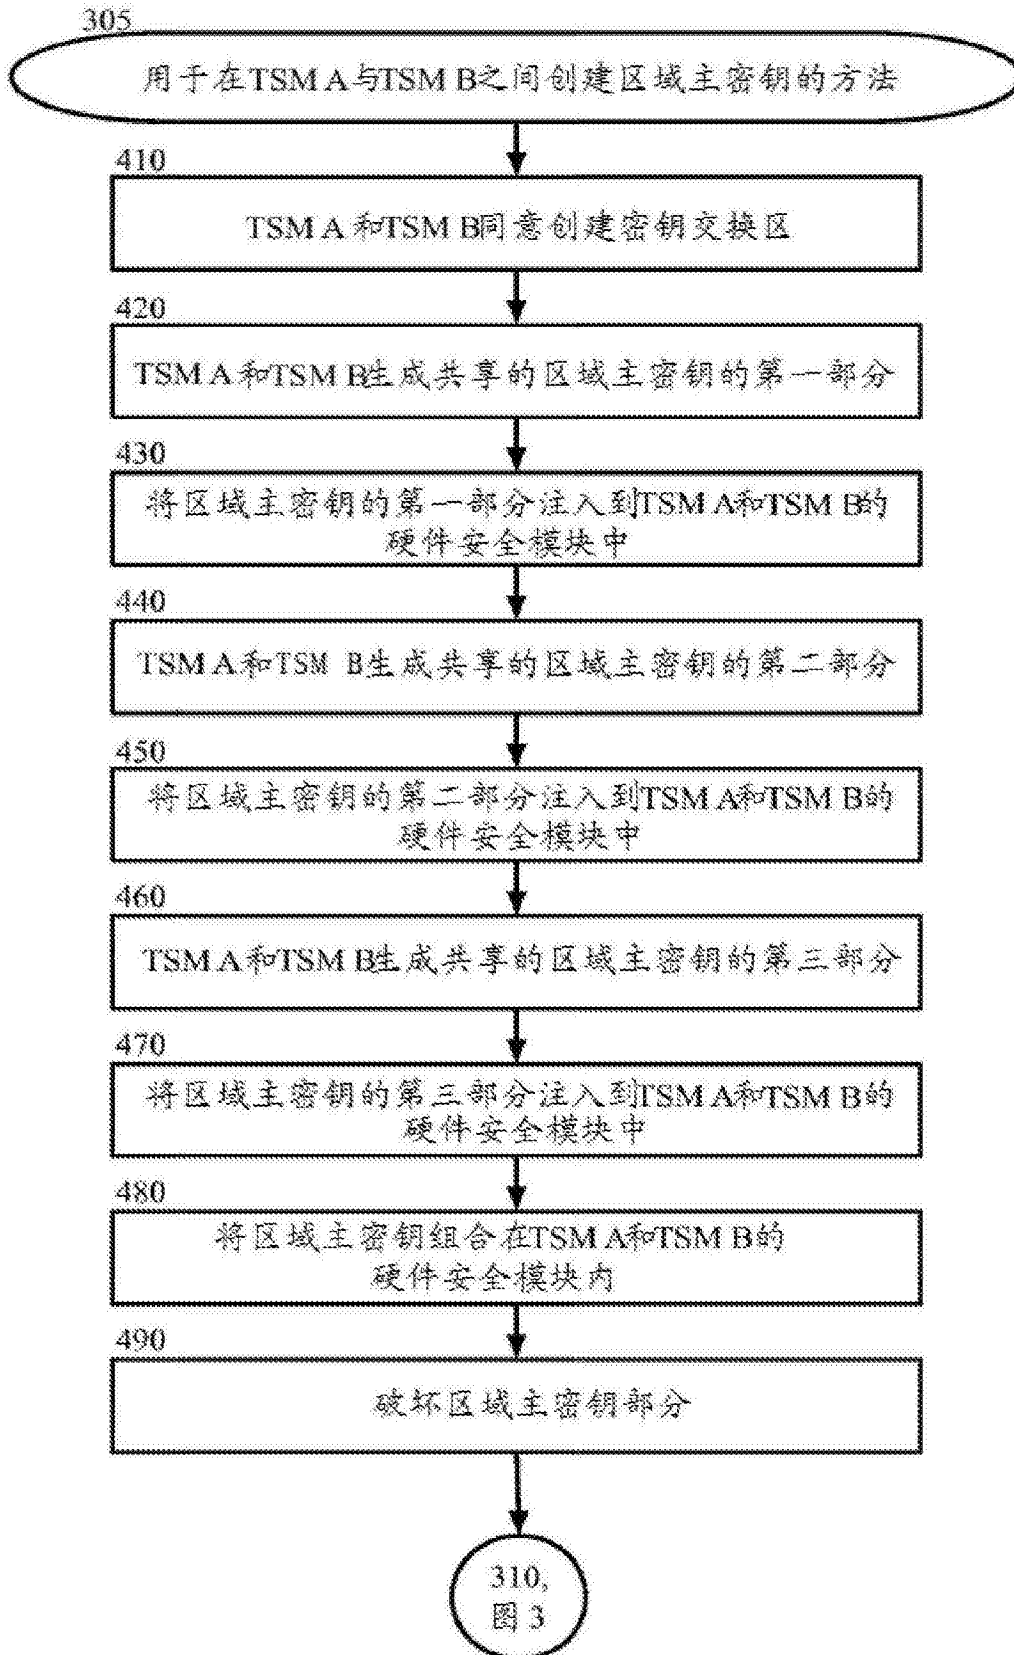 305
用于在TSM A与TSM B之间创建区域主密钥的方法
410
TSM A和TSM B同意创建密钥交换区
420
TSM A和TSM B生成共享的区域主密钥的第一部分
430
将区域主密钥的第一部分注入到TSM A和TSM B的
硬件安全模块中
440
TSM A和TSM B生成共享的区域主密钥的第二部分
450
将区域主密钥的第二部分注入到TSM A和TSM B的
硬件安全模块中
460
TSM A和TSM B生成共享的区域主密钥的第三部分
470
将区域主密钥的第三部分注入到TSM A和TSM B的
硬件安全模块中
480
将区域主密钥组合在TSM A和TSM B的
硬件安全模块内
490
破坏区域主密钥部分
310,
图 3